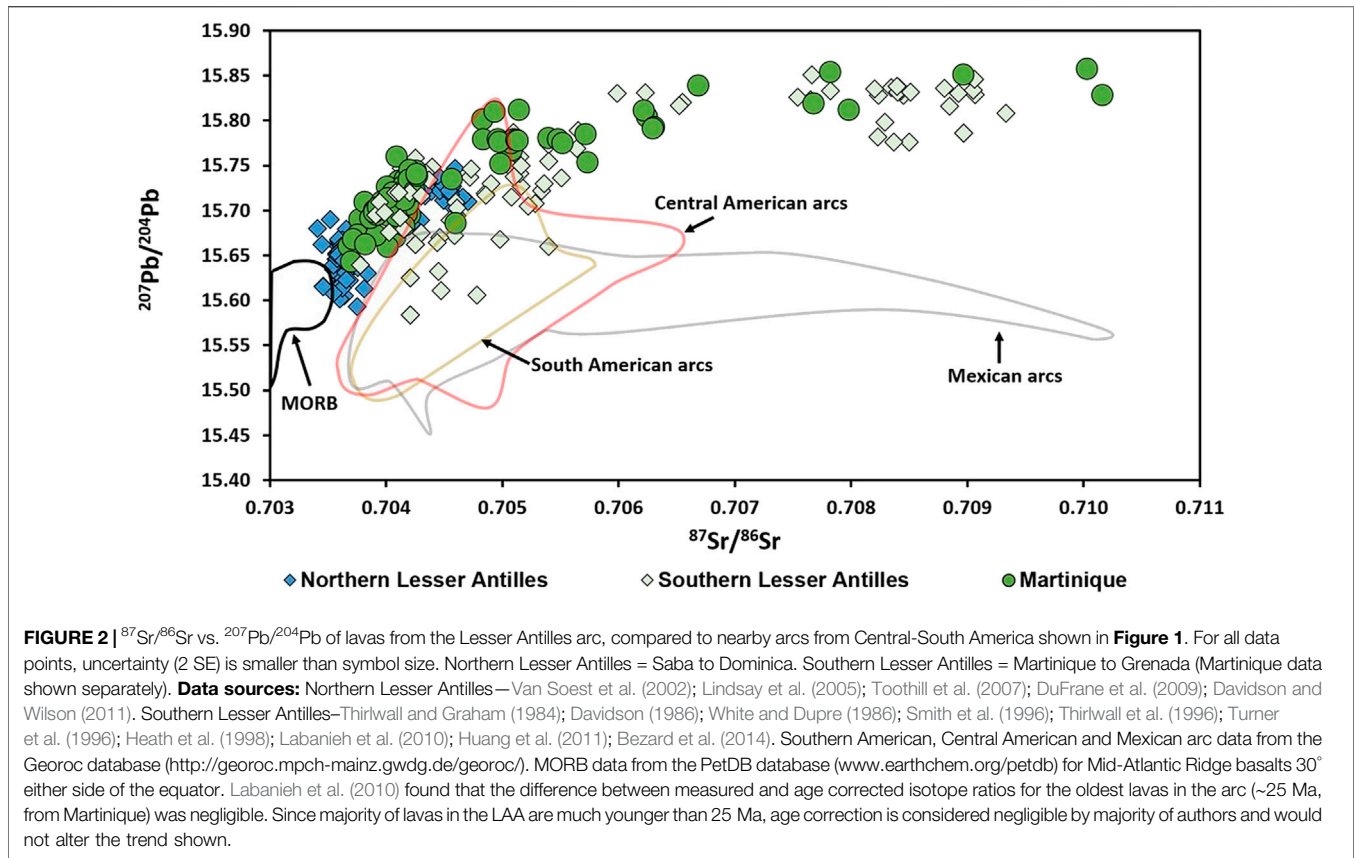 15.90
15.85
15.80
15.75
15.70
15.65
15.60
15.55
15.50
15.45
15.40
²⁰⁷Pb/²⁰⁴Pb
Central American arcs
South American arcs
Mexican arcs
MORB
0.703 0.704 0.705 0.706 0.707 0.708 0.709 0.710 0.711
⁸⁷Sr/⁸⁶Sr
Northern Lesser Antilles Southern Lesser Antilles Martinique
FIGURE 2 | ⁸⁷Sr/⁸⁶Sr vs. ²⁰⁷Pb/²⁰⁴Pb of lavas from the Lesser Antilles arc, compared to nearby arcs from Central-South America shown in Figure 1. For all data
points, uncertainty (2 SE) is smaller than symbol size. Northern Lesser Antilles = Saba to Dominica. Southern Lesser Antilles = Martinique to Grenada (Martinique data
shown separately). Data sources: Northern Lesser Antilles—Van Soest et al. (2002); Lindsay et al. (2005); Toothill et al. (2007); DuFrane et al. (2009); Davidson and
Wilson (2011). Southern Lesser Antilles–Thirlwall and Graham (1984); Davidson (1986); White and Dupre (1986); Smith et al. (1996); Thirlwall et al. (1996); Turner
et al. (1996); Heath et al. (1998); Labanieh et al. (2010); Huang et al. (2011); Bezard et al. (2014). Southern American, Central American and Mexican arc data from the
Georoc database (http://georoc.mpch-mainz.gwdg.de/georoc/). MORB data from the PetDB database (www.earthchem.org/petdb) for Mid-Atlantic Ridge basalts 30°
either side of the equator. Labanieh et al. (2010) found that the difference between measured and age corrected isotope ratios for the oldest lavas in the arc (~25 Ma,
from Martinique) was negligible. Since majority of lavas in the LAA are much younger than 25 Ma, age correction is considered negligible by majority of authors and would
not alter the trend shown.